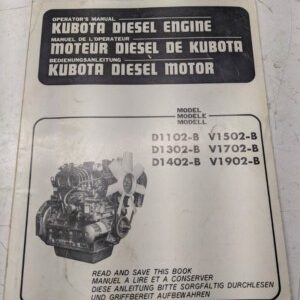 OPERATOR'S MANUAL
KUBOTA DIESEL ENGINE
MANUEL DE L'OPERATEUR
MOTEUR DIESEL DE KUBOTA
BEDIENUNGSANLEITUNG
KUBOTA DIESEL MOTOR
MODEL
MODELE
MODELL
D1102-B V1502-B
D1302-B V1702-B
D1402-B V1902-B
READ AND SAVE THIS BOOK
MANUEL À LIRE ET A CONSERVER
DIESE ANLEITUNG BITTE SORGFÄLTIG DURCHLESEN
UND GRIFFBEREIT AUFBEWAHREN